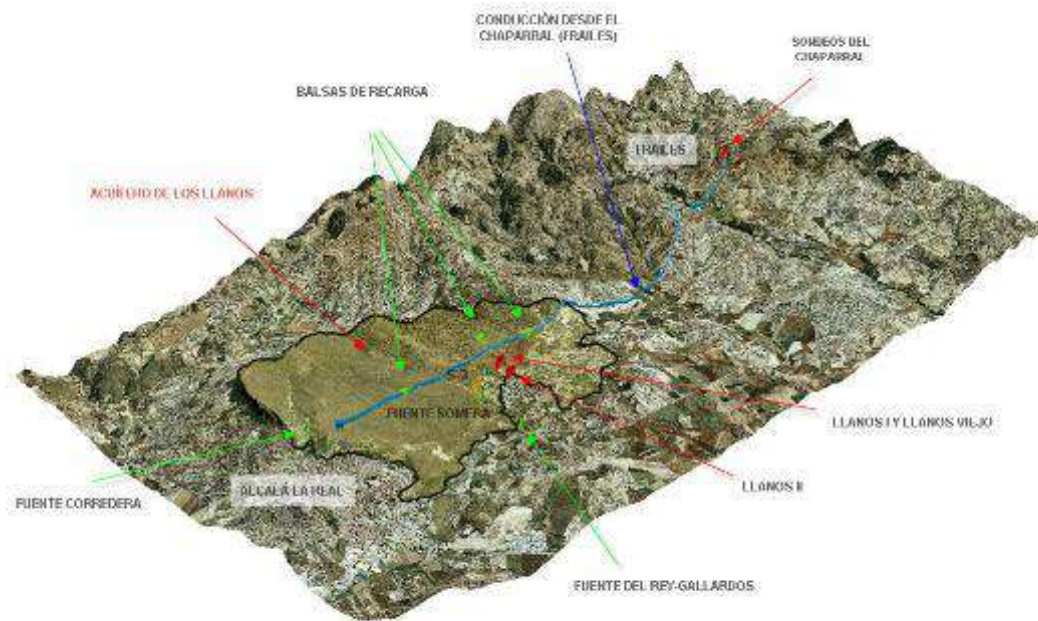 CONDUCCIÓN DESDE EL
CHAPARRAL (FRAILES)
SONDEOS DEL
CHAPARRAL
BALSAS DE RECARGA
FRAILES
ACUÍFERO DE LOS LLANOS
FUENTE SOMERA
LLANOS I Y LLANOS VIEJO
LLANOS II
FUENTE CORREDERA
ALCALÁ LA REAL
FUENTE DEL REY-GALLARDOS